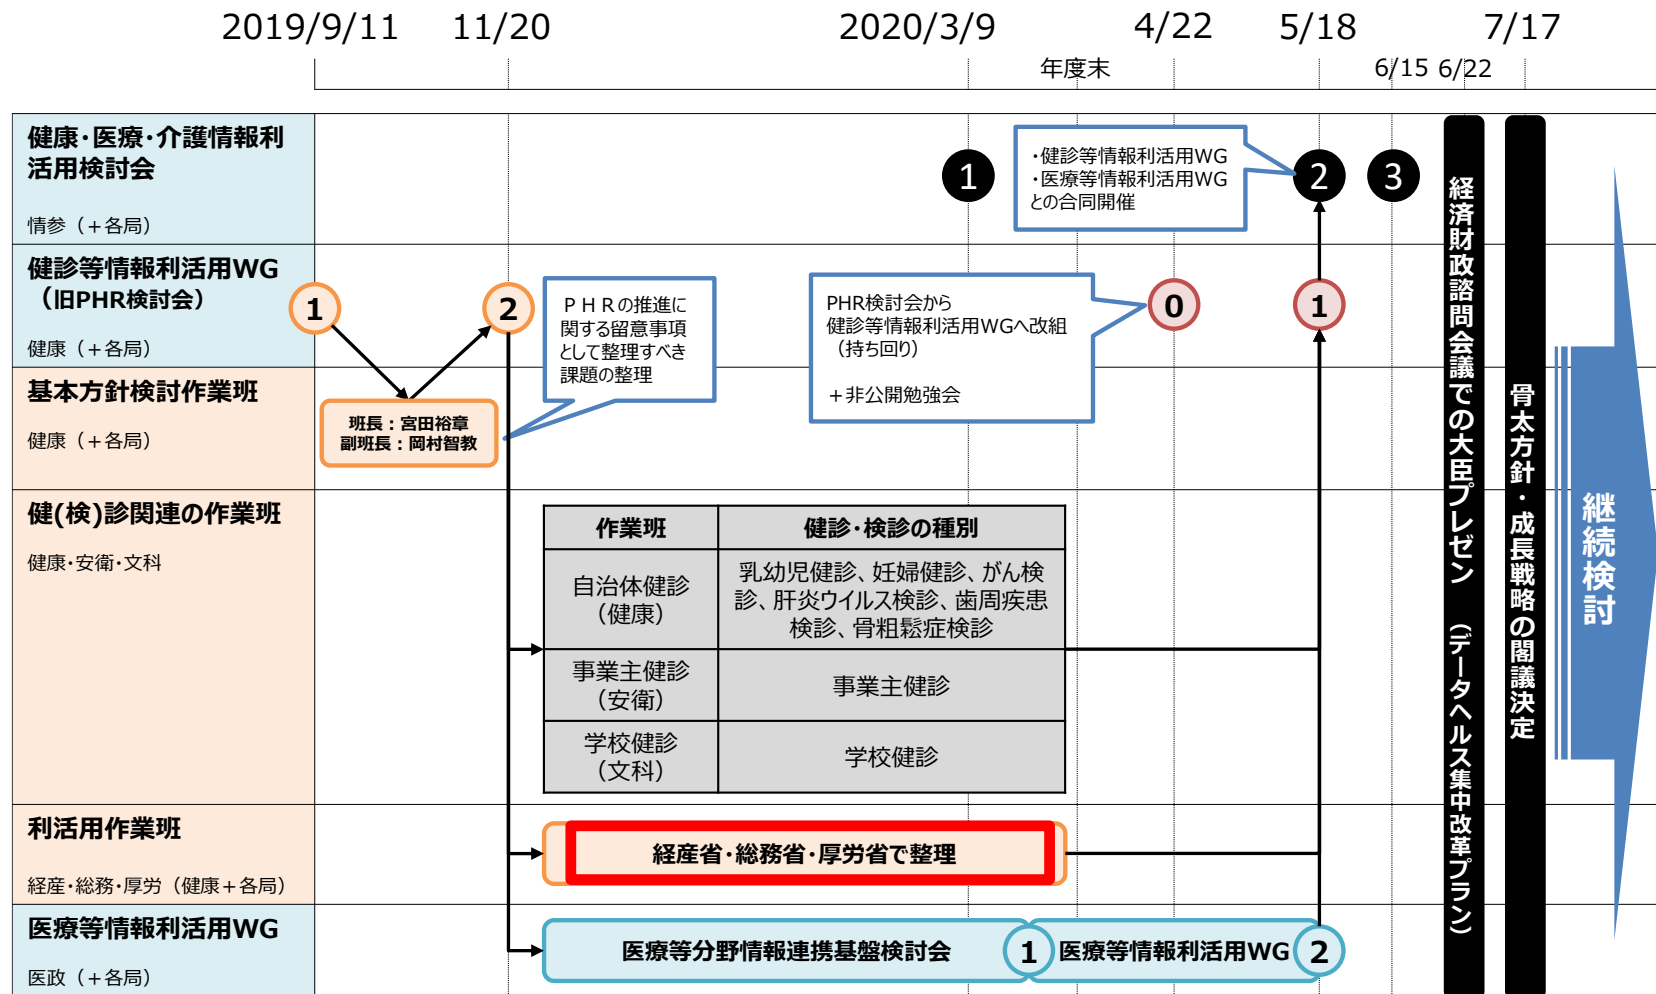 2019/9/11 11/20 2020/3/9 4/22 5/18 7/17
年度末 6/15 6/22
健康・医療・介護情報利
活用検討会
情参（＋各局）
1
・健診等情報利活用WG
・医療等情報利活用WG
との合同開催
2
3
健診等情報利活用WG
（旧PHR検討会）
健康（＋各局）
1
2
ＰＨＲの推進に
関する留意事項
として整理すべき
課題の整理
PHR検討会から
健診等情報利活用WGへ改組
（持ち回り）
＋非公開勉強会
0
1
基本方針検討作業班
健康（＋各局）
班長：宮田裕章
副班長：岡村智教
健(検)診関連の作業班
健康・安衛・文科
作業班 健診・検診の種別
自治体健診
（健康）
乳幼児健診、妊婦健診、がん検
診、肝炎ウイルス検診、歯周疾患
検診、骨粗鬆症検診
事業主健診
（安衛）
事業主健診
学校健診
（文科）
学校健診
利活用作業班
経産・総務・厚労（健康＋各局）
経産省・総務省・厚労省で整理
医療等情報利活用WG
医政（＋各局）
医療等分野情報連携基盤検討会
1
医療等情報利活用WG
2
経済財政諮問会議での大臣プレゼン （データヘルス集中改革プラン）
骨太方針・成長戦略の閣議決定
継続検討